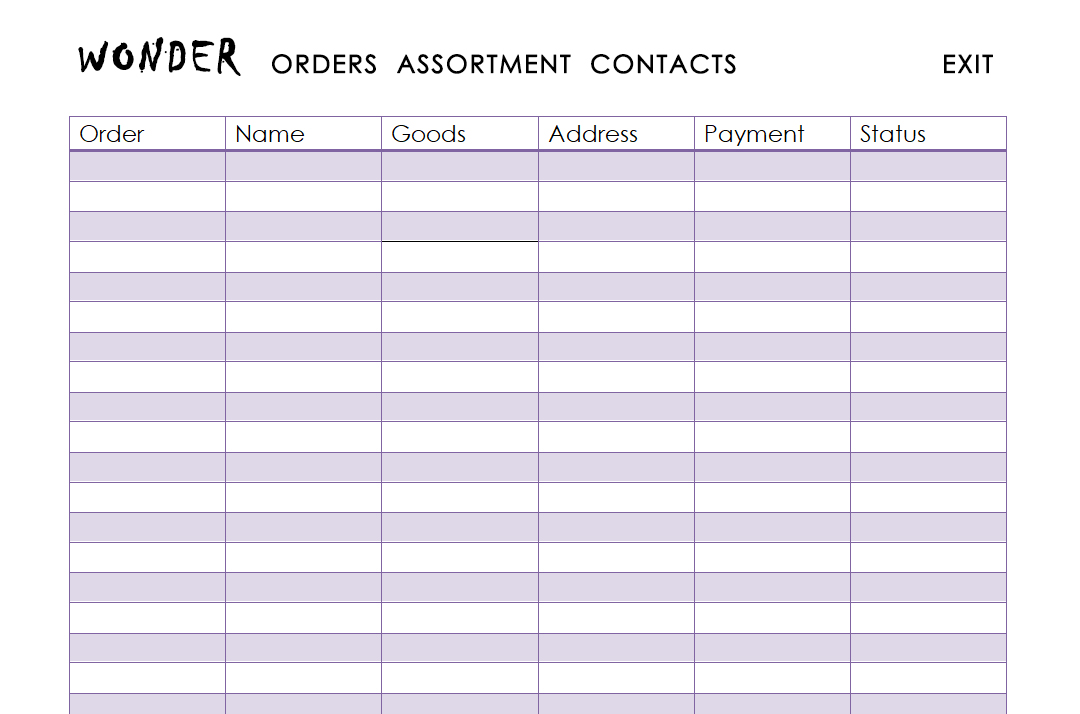 WONDER ORDERS ASSORTMENT CONTACTS EXIT
Order Name Goods Address Payment Status